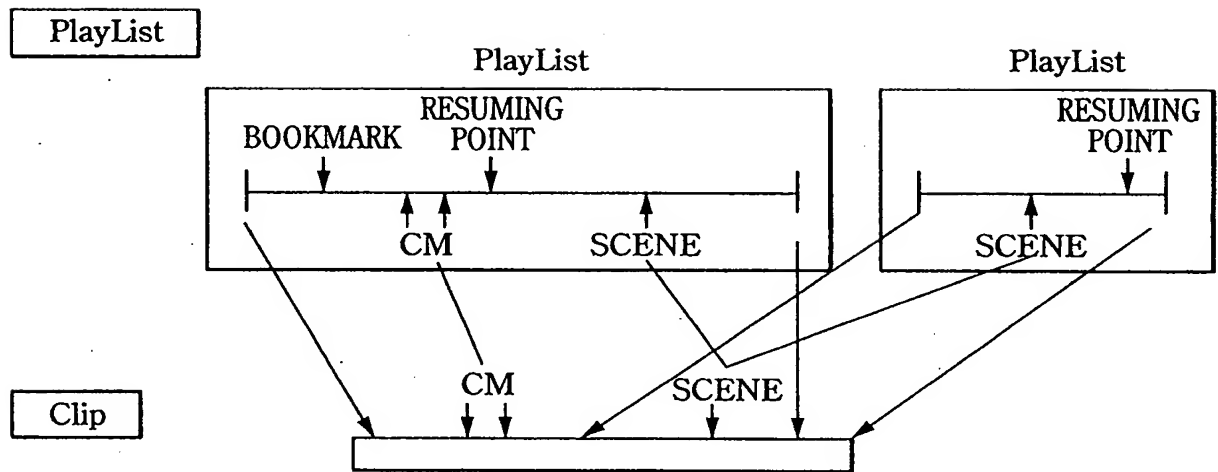 PlayList
PlayList
PlayList
BOOKMARK
RESUMING
POINT
CM
SCENE
RESUMING
POINT
SCENE
CM
SCENE
Clip